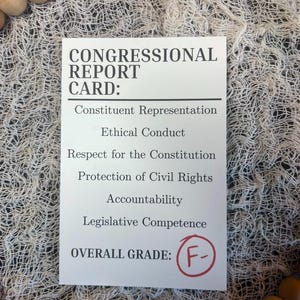 CONGRESSIONAL
REPORT
CARD:
Constituent Representation
Ethical Conduct
Respect for the Constitution
Protection of Civil Rights
Accountability
Legislative Competence
OVERALL GRADE: F-